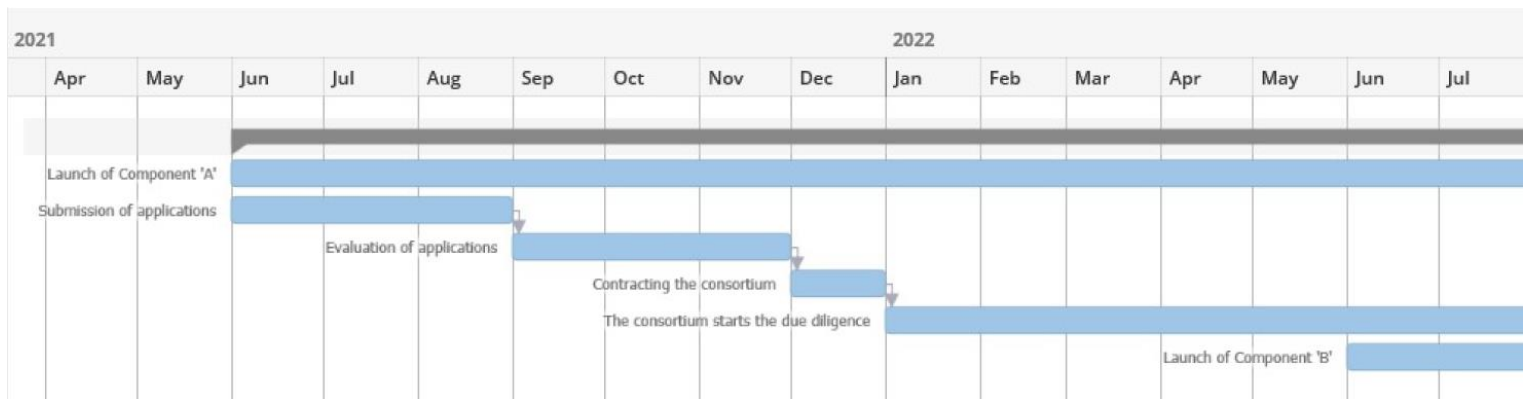 2021 2022
Apr May Jun Jul Aug Sep Oct Nov Dec Jan Feb Mar Apr May Jun Jul
Launch of Component 'A'
Submission of applications
Evaluation of applications
Contracting the consortium
The consortium starts the due diligence
Launch of Component 'B'